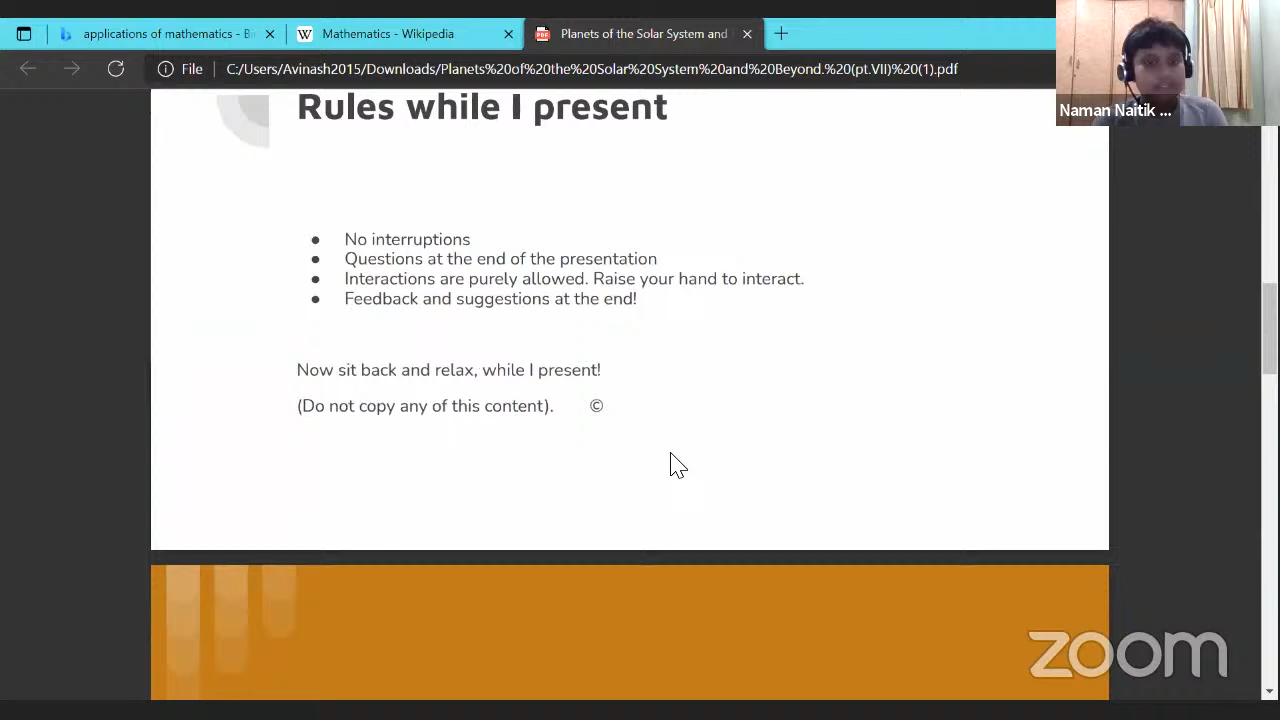 applications of mathematics - Bi
Mathematics - Wikipedia
Planets of the Solar System and
File
C:/Users/Avinash2015/Downloads/Planets%20of%20the%20Solar%20System%20and%20Beyond.%20(pt.VII)%20(1).pdf
Naman Naitik ...
Rules while I present
● No interruptions
● Questions at the end of the presentation
● Interactions are purely allowed. Raise your hand to interact.
● Feedback and suggestions at the end!
Now sit back and relax, while I present!
(Do not copy any of this content). ©
zoom